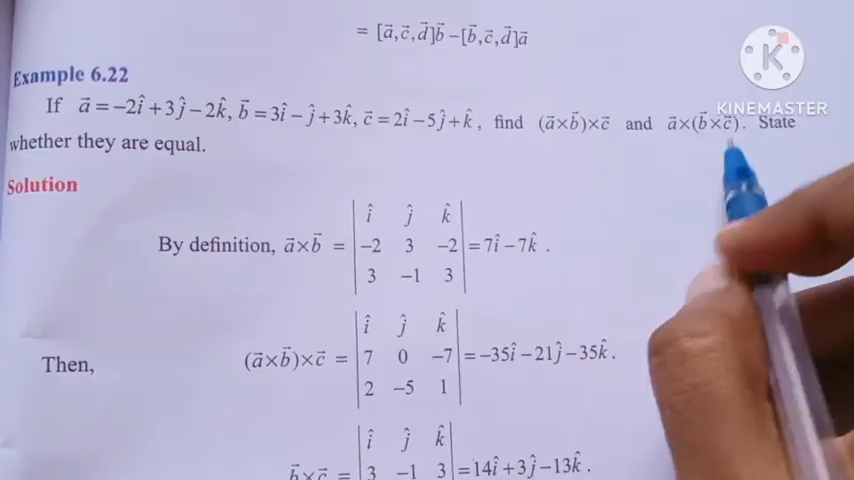 = [a⃗, c⃗, d⃗]b⃗ – [b⃗, c⃗, d⃗]a⃗
K
KINEMASTER
Example 6.22
If a⃗ = –2î + 3ĵ – 2k̂, b⃗ = 3î – ĵ + 3k̂, c⃗ = 2î – 5ĵ + k̂ , find (a⃗ × b⃗) × c⃗ and a⃗ × (b⃗ × c⃗). State
whether they are equal.
Solution
By definition, a⃗ × b⃗ = | î ĵ k̂ |
| –2 3 –2 | = 7î – 7k̂ .
| 3 –1 3 |
Then, (a⃗ × b⃗) × c⃗ = | î ĵ k̂ |
| 7 0 –7 | = –35î – 21ĵ – 35k̂ .
| 2 –5 1 |
b⃗ × c⃗ = | î ĵ k̂ |
| 3 –1 3 | = 14î + 3ĵ – 13k̂ .